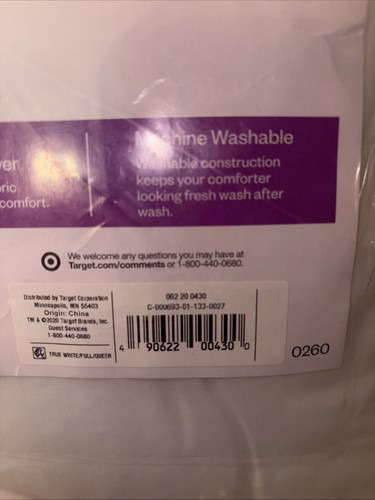 Machine Washable
Washable construction
keeps your comforter
looking fresh wash after
wash.
comfort.
We welcome any questions you may have at
Target.com/comments or 1-800-440-0680.
Distributed by Target Corporation
Minneapolis, MN 55403
Origin: China
TM & ©2020 Target Brands, Inc.
Guest Services
1-800-440-0680
TRUE WHITE/FULL/QUEEN
062 20 0430
C-000693-01-133-0027
4 90622 00430 0
0260